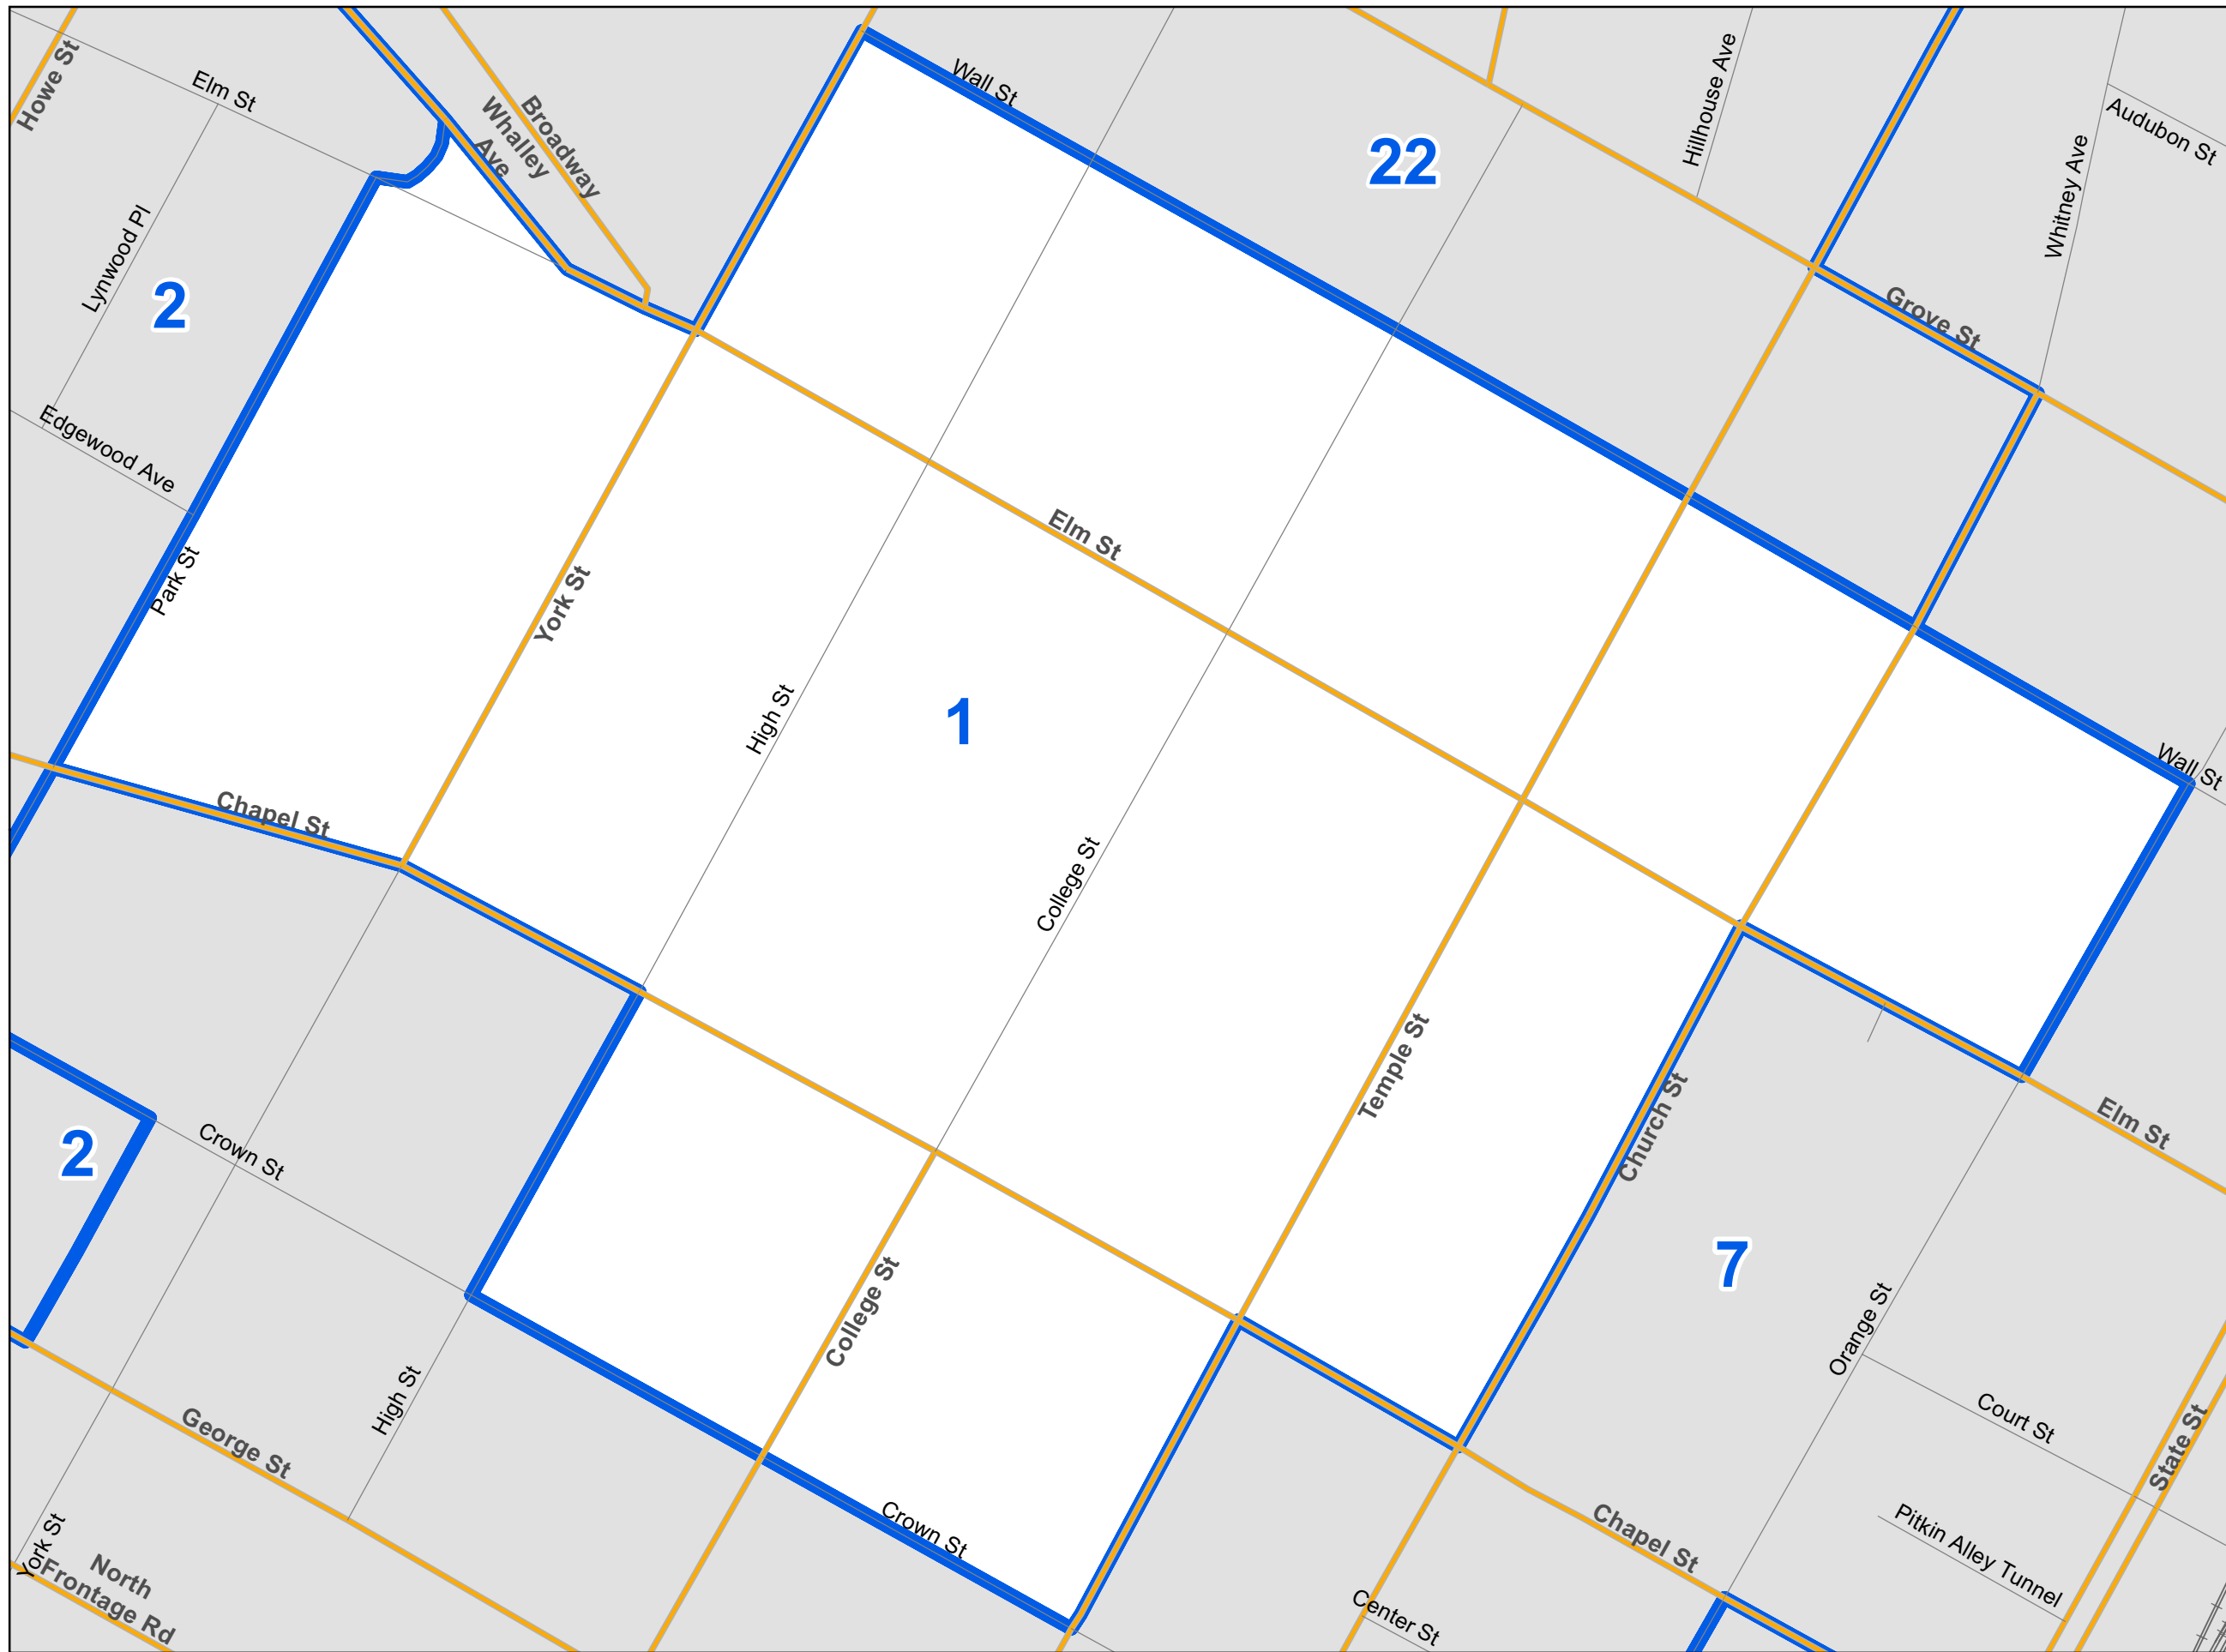 Howe St
Elm St
Broadway
Whalley
Ave
Wall St
22
Hillhouse Ave
Audubon St
Whitney Ave
Lynwood Pl
2
Grove St
Edgewood Ave
Elm St
Park St
York St
High St
1
Wall St
Chapel St
College St
Temple St
Church St
Elm St
Crown St
2
7
College St
Orange St
High St
George St
Court St
State St
Crown St
Chapel St
Pitkin Alley Tunnel
York St
North
Frontage Rd
Center St